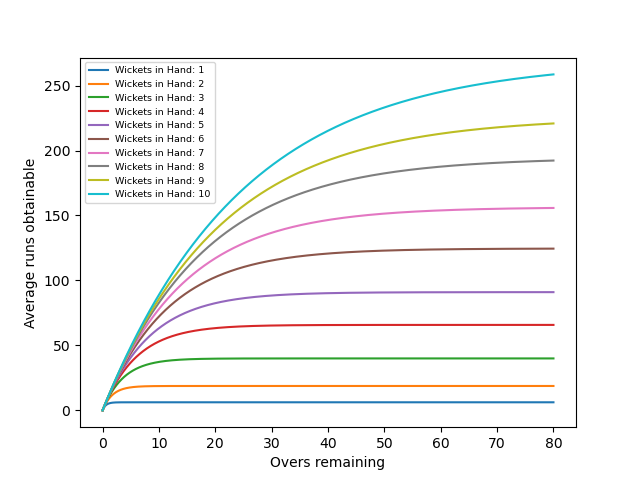 Wickets in Hand: 1
Wickets in Hand: 2
Wickets in Hand: 3
Wickets in Hand: 4
Wickets in Hand: 5
Wickets in Hand: 6
Wickets in Hand: 7
Wickets in Hand: 8
Wickets in Hand: 9
Wickets in Hand: 10
250
200
150
100
50
0
Average runs obtainable
0 10 20 30 40 50 60 70 80
Overs remaining